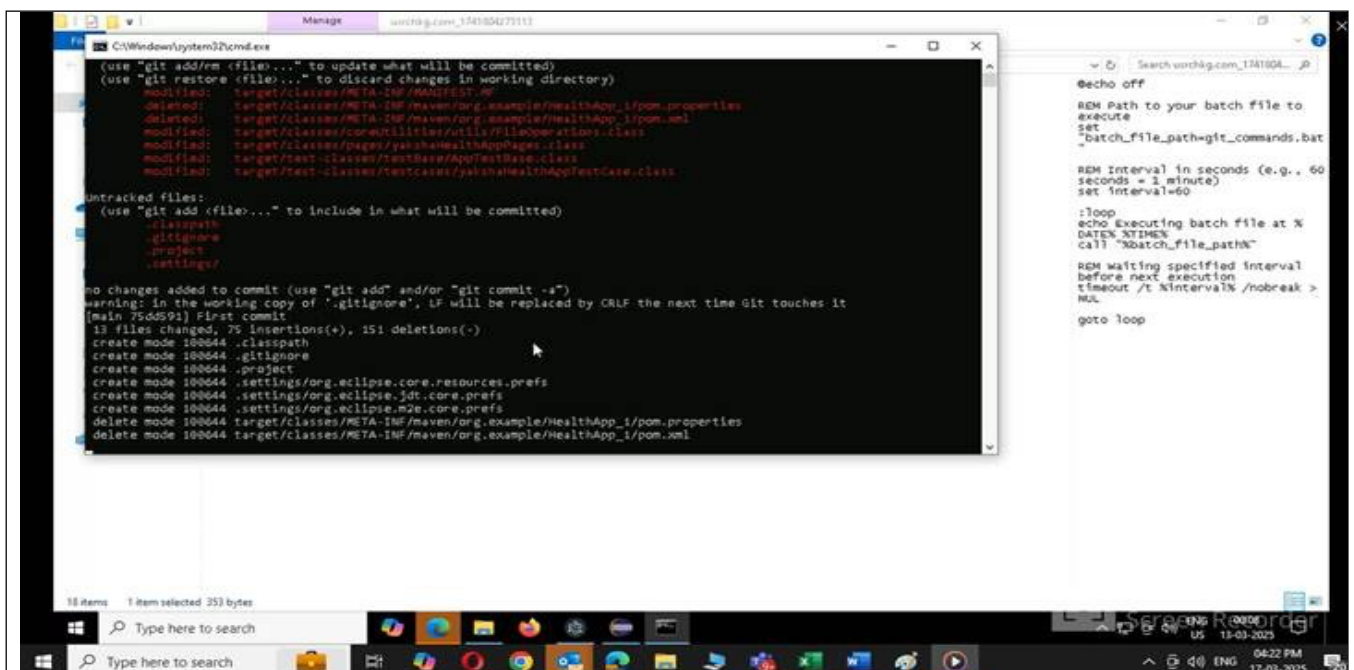 Manage
C:\Windows\system32\cmd.exe
(use "git add/rm <file>..." to update what will be committed)
(use "git restore <file>..." to discard changes in working directory)
modified: target/classes/META-INF/MANIFEST.MF
deleted: target/classes/META-INF/maven/org.example/HealthApp_1/pom.properties
deleted: target/classes/META-INF/maven/org.example/HealthApp_1/pom.xml
modified: target/classes/coreUtilities/utils/FileOperations.class
modified: target/classes/pages/yakshaHealthAppPages.class
modified: target/test-classes/testBase/AppTestBase.class
modified: target/test-classes/testcases/yakshaHealthAppTestCase.class
Untracked files:
(use "git add <file>..." to include in what will be committed)
.classpath
.gitignore
.project
.settings/
no changes added to commit (use "git add" and/or "git commit -a")
warning: in the working copy of '.gitignore', LF will be replaced by CRLF the next time Git touches it
[main 75dd591] First commit
13 files changed, 75 insertions(+), 151 deletions(-)
create mode 100644 .classpath
create mode 100644 .gitignore
create mode 100644 .project
create mode 100644 .settings/org.eclipse.core.resources.prefs
create mode 100644 .settings/org.eclipse.jdt.core.prefs
create mode 100644 .settings/org.eclipse.m2e.core.prefs
delete mode 100644 target/classes/META-INF/maven/org.example/HealthApp_1/pom.properties
delete mode 100644 target/classes/META-INF/maven/org.example/HealthApp_1/pom.xml
@echo off
REM Path to your batch file to
execute
set
"batch_file_path=git_commands.bat
"
REM Interval in seconds (e.g., 60
seconds = 1 minute)
set interval=60
:loop
echo Executing batch file at %
DATE% %TIME%
call "%batch_file_path%"
REM Waiting specified interval
before next execution
timeout /t %interval% /nobreak >
NUL
goto loop
18 items 1 item selected 353 bytes
Type here to search
Screen Recorder
ENG
US 13-03-2025
Type here to search
ENG
04:22 PM
17-03-2025